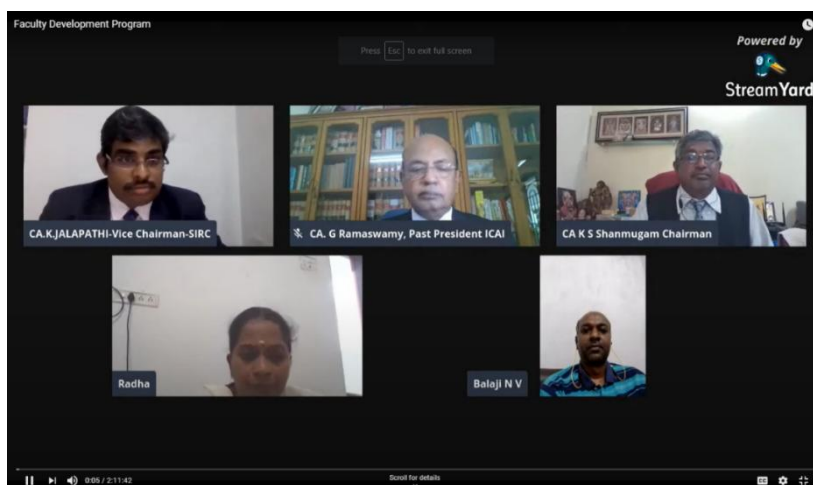 Faculty Development Program
Press Esc to exit full screen
Powered by
StreamYard
CA.K.JALAPATHI-Vice Chairman-SIRC
CA. G Ramaswamy, Past President ICAI
CA K S Shanmugam Chairman
Radha
Balaji N V
0:05 / 2:11:42
Scroll for details
CC